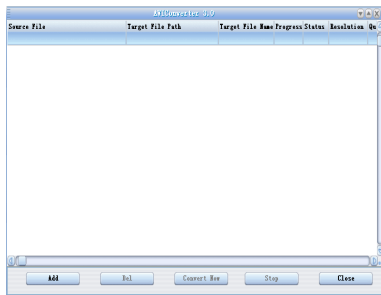 AVIConverter 3.0
Source File Target File Path Target File Name Progress Status Resolution Qu
Add Del Convert Now Stop Close